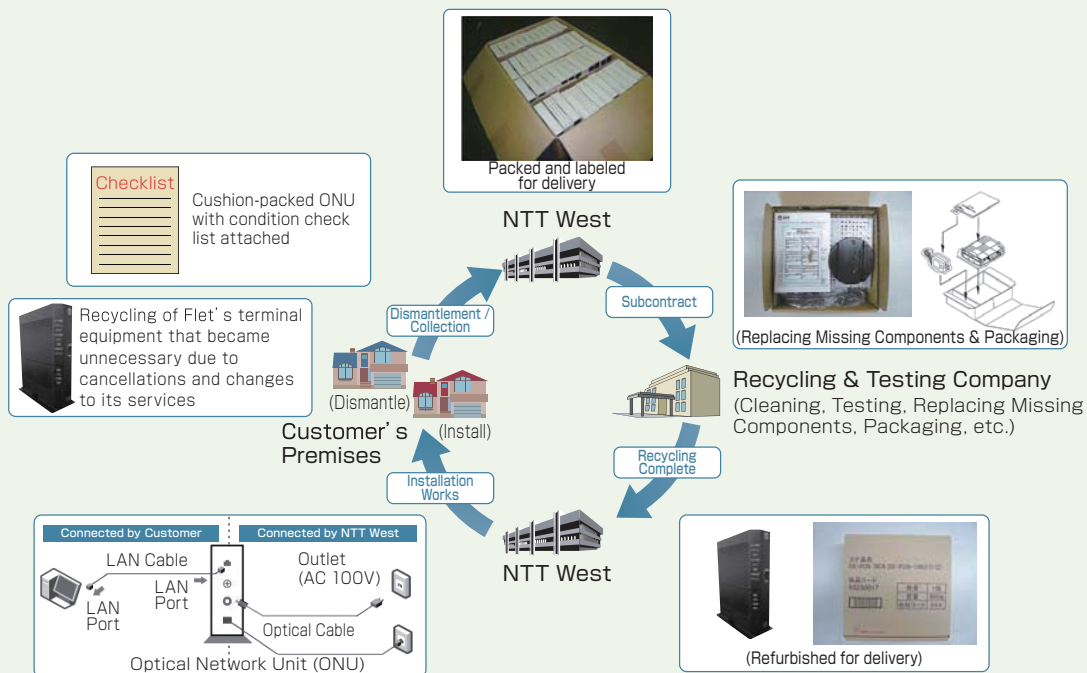 Packed and labeled
for delivery
NTT West
Checklist
Cushion-packed ONU
with condition check
list attached
Recycling of Flet's terminal
equipment that became
unnecessary due to
cancellations and changes
to its services
Dismantlement /
Collection
Subcontract
(Replacing Missing Components & Packaging)
Recycling & Testing Company
(Cleaning, Testing, Replacing Missing
Components, Packaging, etc.)
(Dismantle)
(Install)
Customer's
Premises
Recycling
Complete
Installation
Works
NTT West
Connected by Customer
Connected by NTT West
LAN Cable
LAN
Port
LAN
Port
Outlet
(AC 100V)
Optical Cable
Optical Network Unit (ONU)
(Refurbished for delivery)